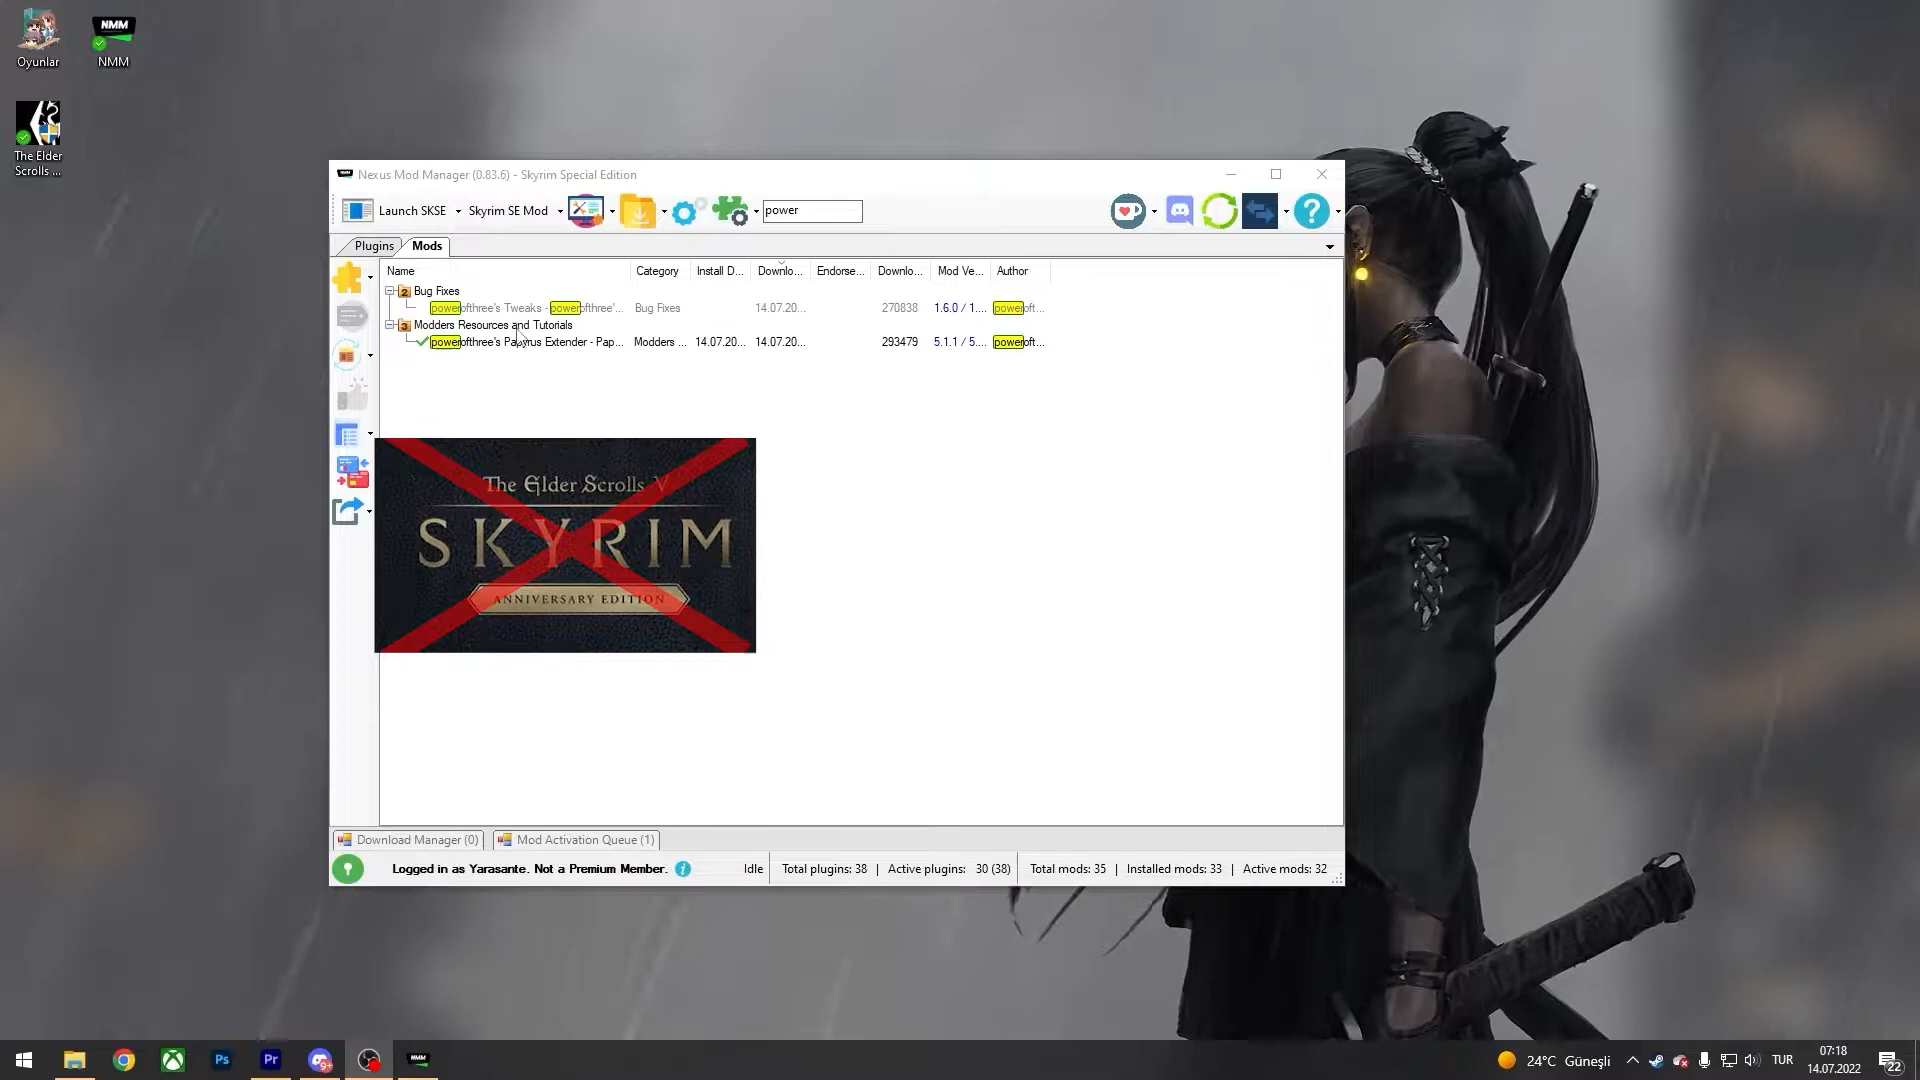 Oyunlar
NMM
NMM
The Elder
Scrolls ...
Nexus Mod Manager (0.83.6) - Skyrim Special Edition
Launch SKSE
Skyrim SE Mod
power
Plugins
Mods
Name
Category
Install D...
Downlo...
Endorse...
Downlo...
Mod Ve...
Author
2
Bug Fixes
powerofthree's Tweaks - powerofthree'...
Bug Fixes
14.07.20...
270838
1.6.0 / 1....
poweroft...
3
Modders Resources and Tutorials
powerofthree's Papyrus Extender - Pap...
Modders ...
14.07.20...
14.07.20...
293479
5.1.1 / 5....
poweroft...
The Elder Scrolls V
SKYRIM
ANNIVERSARY EDITION
Download Manager (0)
Mod Activation Queue (1)
Logged in as Yarasante. Not a Premium Member.
Idle
Total plugins: 38 | Active plugins: 30 (38)
Total mods: 35 | Installed mods: 33 | Active mods: 32
Ps
Pr
9+
NMM
24°C Güneşli
TUR
07:18
14.07.2022
22